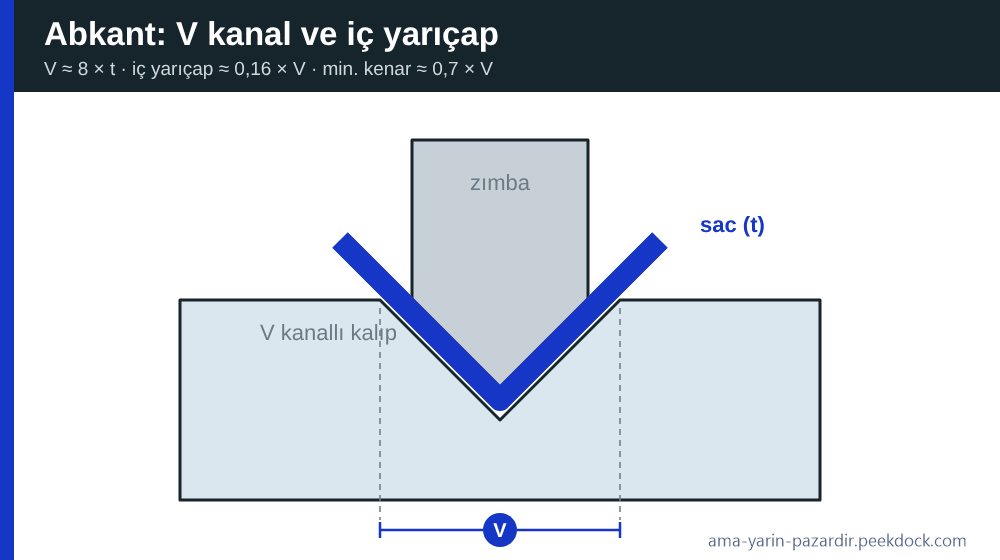 Abkant: V kanal ve iç yarıçap
V ≈ 8 × t · iç yarıçap ≈ 0,16 × V · min. kenar ≈ 0,7 × V
zımba
sac (t)
V kanallı kalıp
V
ama-yarin-pazardir.peekdock.com